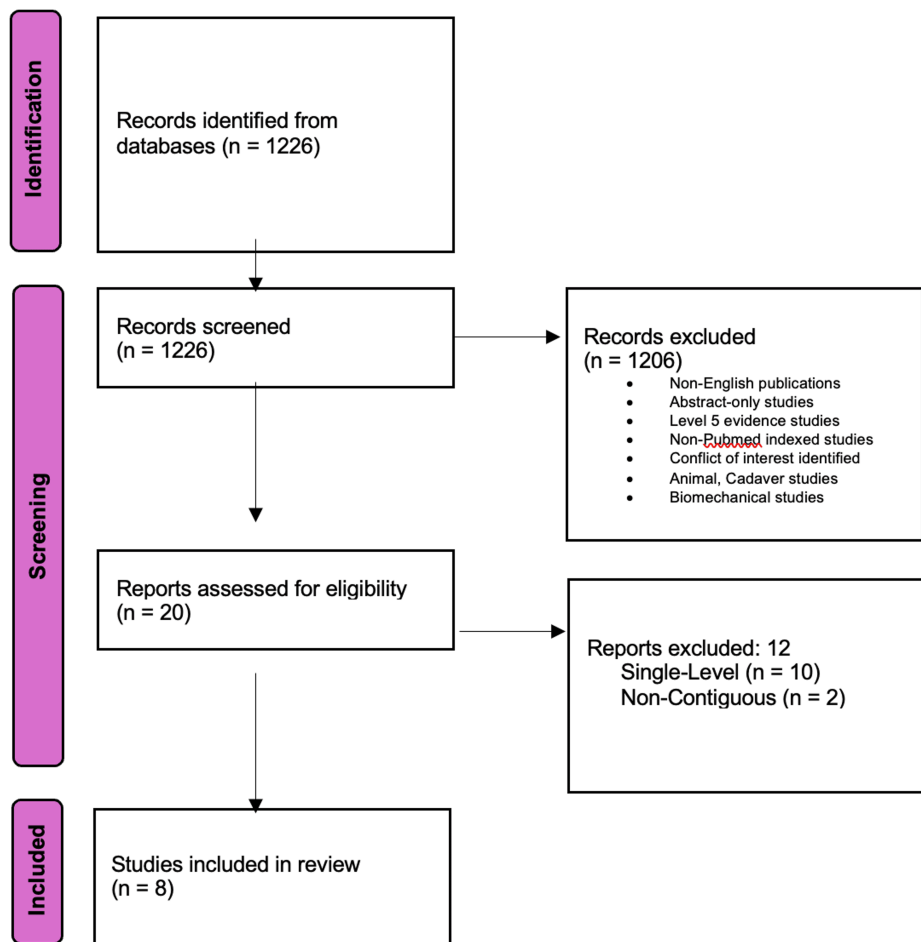 Identification
Records identified from
databases (n = 1226)
Screening
Records screened
(n = 1226)
Records excluded
(n = 1206)
• Non-English publications
• Abstract-only studies
• Level 5 evidence studies
• Non-Pubmed indexed studies
• Conflict of interest identified
• Animal, Cadaver studies
• Biomechanical studies
Reports assessed for eligibility
(n = 20)
Reports excluded: 12
Single-Level (n = 10)
Non-Contiguous (n = 2)
Included
Studies included in review
(n = 8)